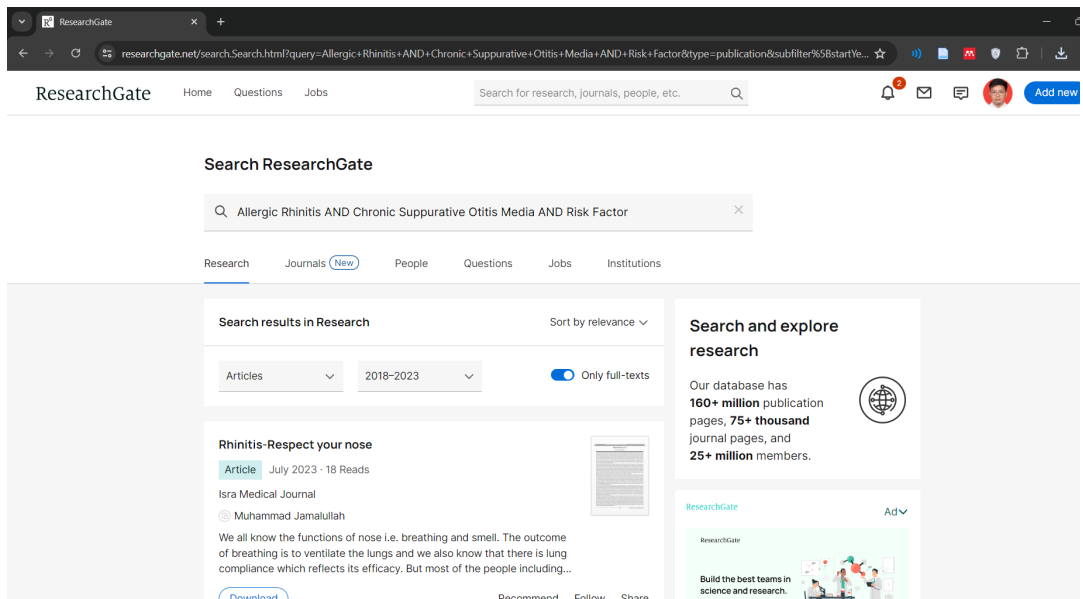 ResearchGate
researchgate.net/search.Search.html?query=Allergic+Rhinitis+AND+Chronic+Suppurative+Otitis+Media+AND+Risk+Factor&type=publication&subfilter%5BstartYe...
ResearchGate Home Questions Jobs Search for research, journals, people, etc. 2 Add new
Search ResearchGate
Allergic Rhinitis AND Chronic Suppurative Otitis Media AND Risk Factor
Research Journals New People Questions Jobs Institutions
Search results in Research Sort by relevance
Articles 2018–2023 Only full-texts
Rhinitis-Respect your nose
Article July 2023 · 18 Reads
Isra Medical Journal
Muhammad Jamalullah
We all know the functions of nose i.e. breathing and smell. The outcome
of breathing is to ventilate the lungs and we also know that there is lung
compliance which reflects its efficacy. But most of the people including...
Download Recommend Follow Share
Search and explore
research
Our database has
160+ million publication
pages, 75+ thousand
journal pages, and
25+ million members.
ResearchGate Ad
ResearchGate
Build the best teams in
science and research.